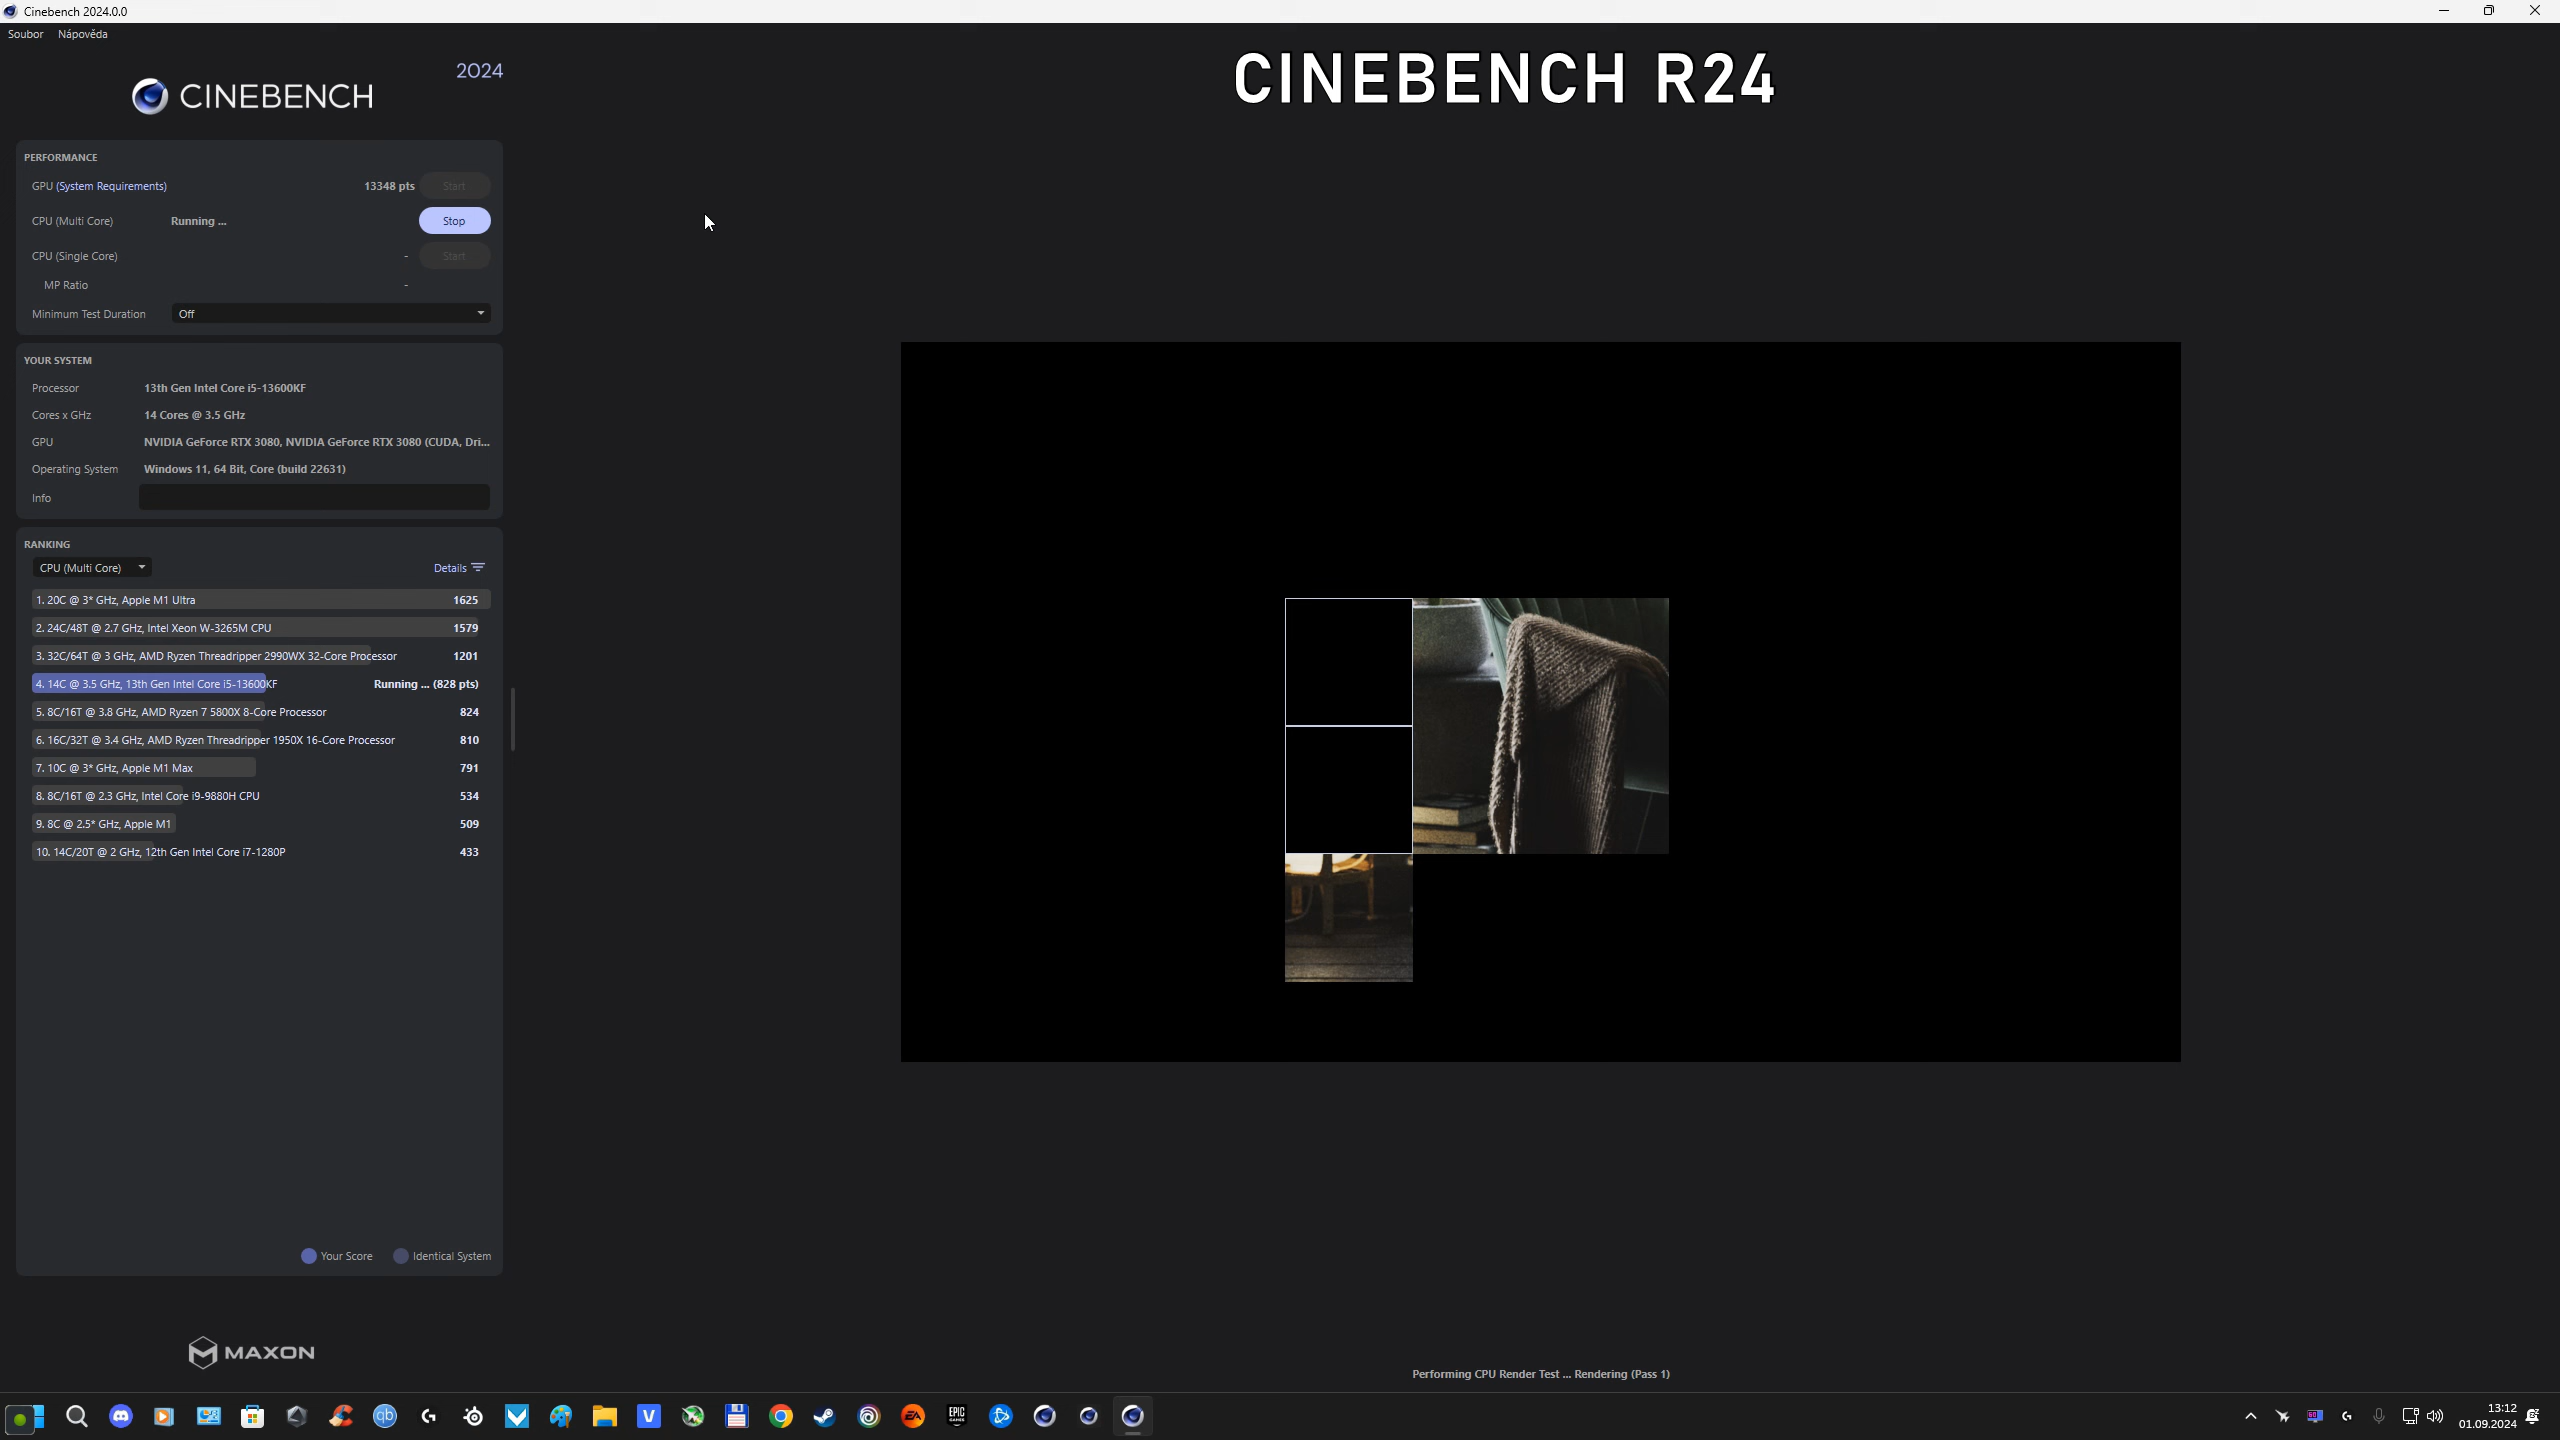 Cinebench 2024.0.0
Soubor Nápověda
2024
CINEBENCH
CINEBENCH R24
PERFORMANCE
GPU (System Requirements) 13348 pts Start
CPU (Multi Core) Running ... Stop
CPU (Single Core) - Start
MP Ratio -
Minimum Test Duration Off
YOUR SYSTEM
Processor 13th Gen Intel Core i5-13600KF
Cores x GHz 14 Cores @ 3.5 GHz
GPU NVIDIA GeForce RTX 3080, NVIDIA GeForce RTX 3080 (CUDA, Dri...
Operating System Windows 11, 64 Bit, Core (build 22631)
Info
RANKING
CPU (Multi Core) Details
1. 20C @ 3* GHz, Apple M1 Ultra 1625
2. 24C/48T @ 2.7 GHz, Intel Xeon W-3265M CPU 1579
3. 32C/64T @ 3 GHz, AMD Ryzen Threadripper 2990WX 32-Core Processor 1201
4. 14C @ 3.5 GHz, 13th Gen Intel Core i5-13600KF Running ... (828 pts)
5. 8C/16T @ 3.8 GHz, AMD Ryzen 7 5800X 8-Core Processor 824
6. 16C/32T @ 3.4 GHz, AMD Ryzen Threadripper 1950X 16-Core Processor 810
7. 10C @ 3* GHz, Apple M1 Max 791
8. 8C/16T @ 2.3 GHz, Intel Core i9-9880H CPU 534
9. 8C @ 2.5* GHz, Apple M1 509
10. 14C/20T @ 2 GHz, 12th Gen Intel Core i7-1280P 433
Your Score Identical System
MAXON
Performing CPU Render Test ... Rendering (Pass 1)
qb V EA EPIC GAMES 13:12
01.09.2024